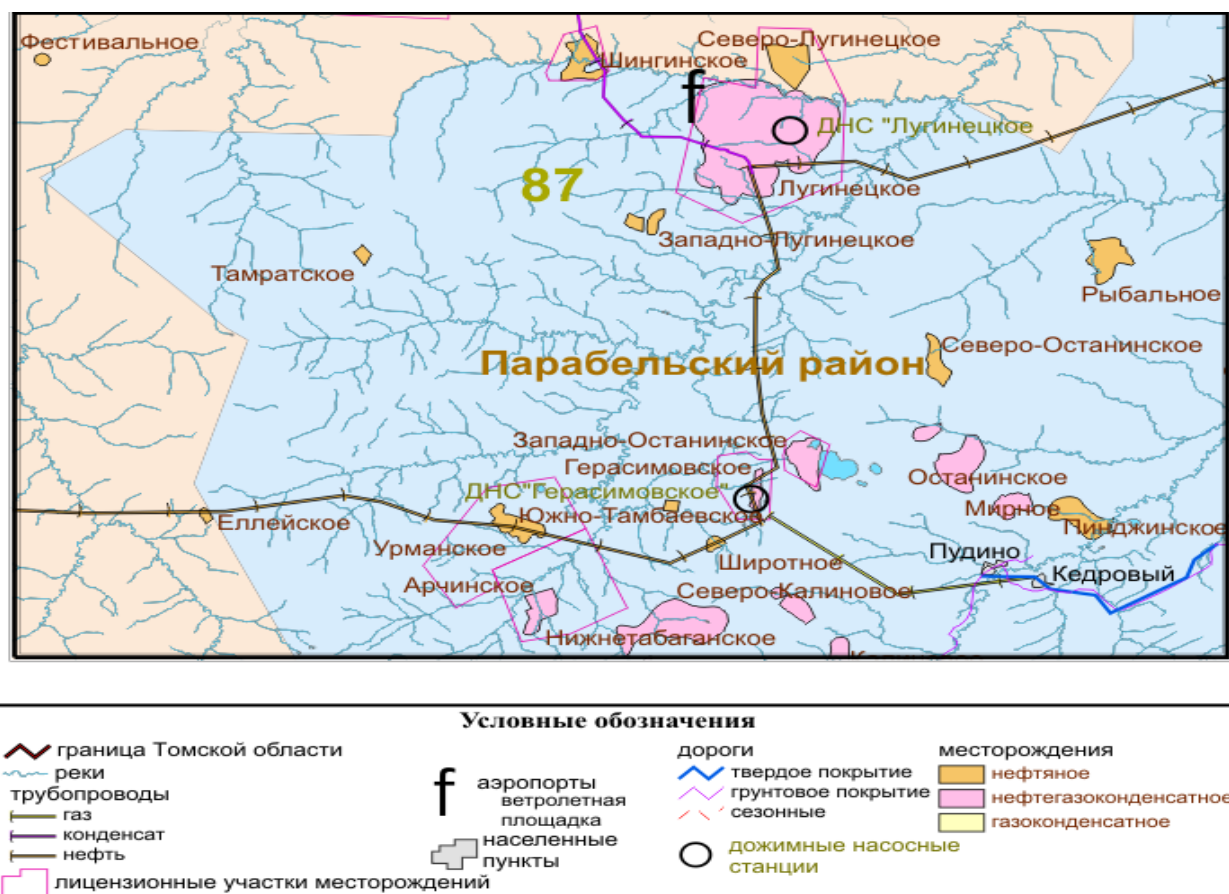 Фестивальное
Северо-Лугинецкое
Шингинское
f
ДНС "Лугинецкое
87
Лугинецкое
Западно-Лугинецкое
Тамратское
Рыбальное
Северо-Останинское
Парабельский район
Западно-Останинское
Герасимовское
Останинское
ДНС"Герасимовское"
Мирное
Южно-Тамбаевское
Еллейское
Пинджинское
Урманское
Широтное
Пудино
Кедровый
Арчинское
Северо-Калиновое
Нижнетабаганское
Условные обозначения
граница Томской области
реки
трубопроводы
газ
конденсат
нефть
лицензионные участки месторождений
f
аэропорты
ветролетная
площадка
населенные
пункты
дороги
твердое покрытие
грунтовое покрытие
сезонные
дожимные насосные
станции
месторождения
нефтяное
нефтегазоконденсатное
газоконденсатное